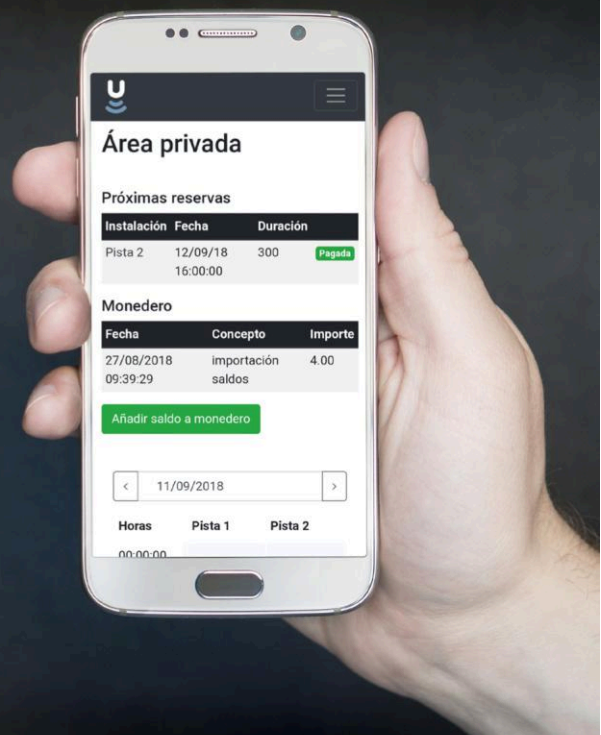 U
Área privada
Próximas reservas
Instalación Fecha Duración
Pista 2 12/09/18 300 Pagada
16:00:00
Monedero
Fecha Concepto Importe
27/08/2018 importación 4.00
09:39:29 saldos
Añadir saldo a monedero
< 11/09/2018 >
Horas Pista 1 Pista 2
00:00:00